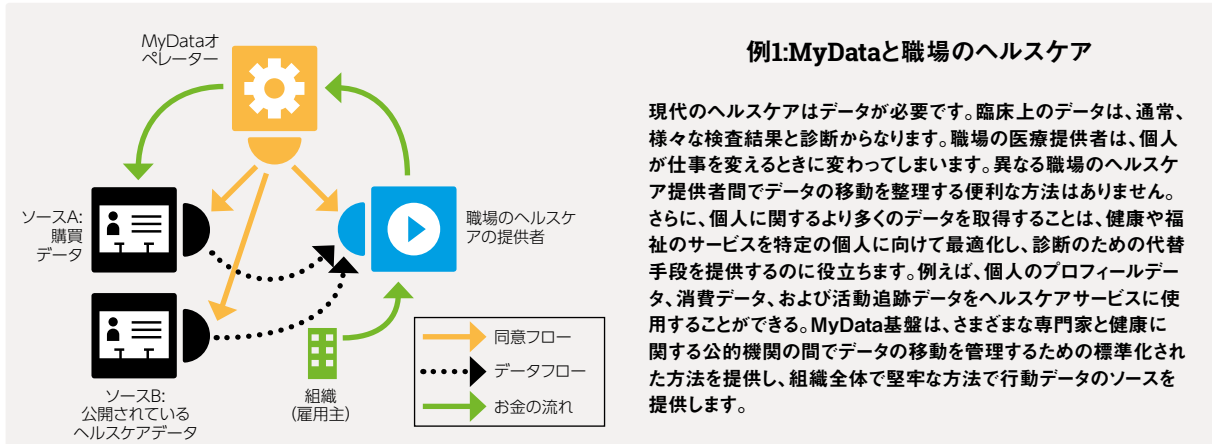 MyDataオ
ペレーター
ソースA:
購買
データ
職場のヘルスケ
アの提供者
ソースB:
公開されている
ヘルスケアデータ
組織
(雇用主)
同意フロー
データフロー
お金の流れ
例1:MyDataと職場のヘルスケア
現代のヘルスケアはデータが必要です。臨床上のデータは、通常、
様々な検査結果と診断からなります。職場の医療提供者は、個人
が仕事を変えるときに変わってしまいます。異なる職場のヘルスケ
ア提供者間でデータの移動を整理する便利な方法はありません。
さらに、個人に関するより多くのデータを取得することは、健康や福
祉のサービスを特定の個人に向けて最適化し、診断のための代替
手段を提供するのに役立ちます。例えば、個人のプロフィールデー
タ、消費データ、および活動追跡データをヘルスケアサービスに使
用することができる。MyData基盤は、さまざまな専門家と健康に
関する公的機関の間でデータの移動を管理するための標準化され
た方法を提供し、組織全体で堅牢な方法で行動データのソースを
提供します。